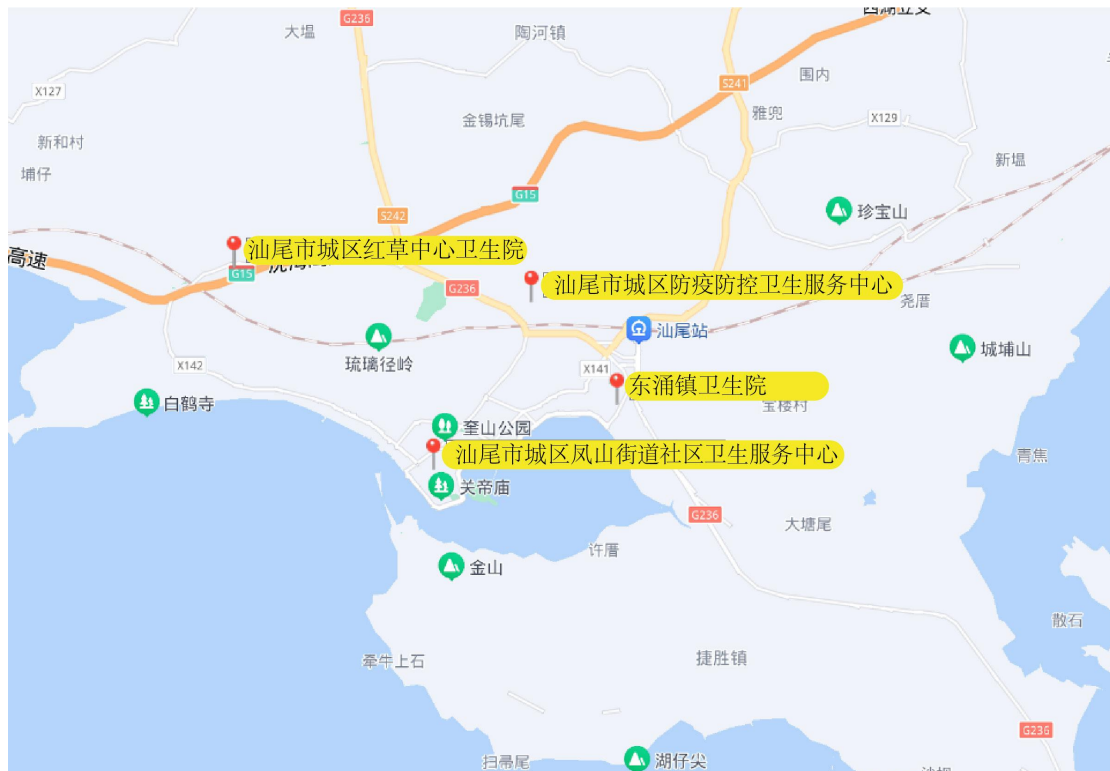 G236
大塭
陶河镇
围内
X127
S241
雅兜
X129
金锡坑尾
新和村
新塭
埔仔
G15
S242
珍宝山
高速
汕尾市城区红草中心卫生院
G15
G236
汕尾市城区防疫防控卫生服务中心
尧厝
汕尾站
城埔山
琉璃径岭
X142
X141
东涌镇卫生院
白鹤寺
宝楼村
奎山公园
汕尾市城区凤山街道社区卫生服务中心
青焦
关帝庙
G236
大塘尾
许厝
金山
散石
牵牛上石
捷胜镇
G236
扫帚尾
湖仔尖